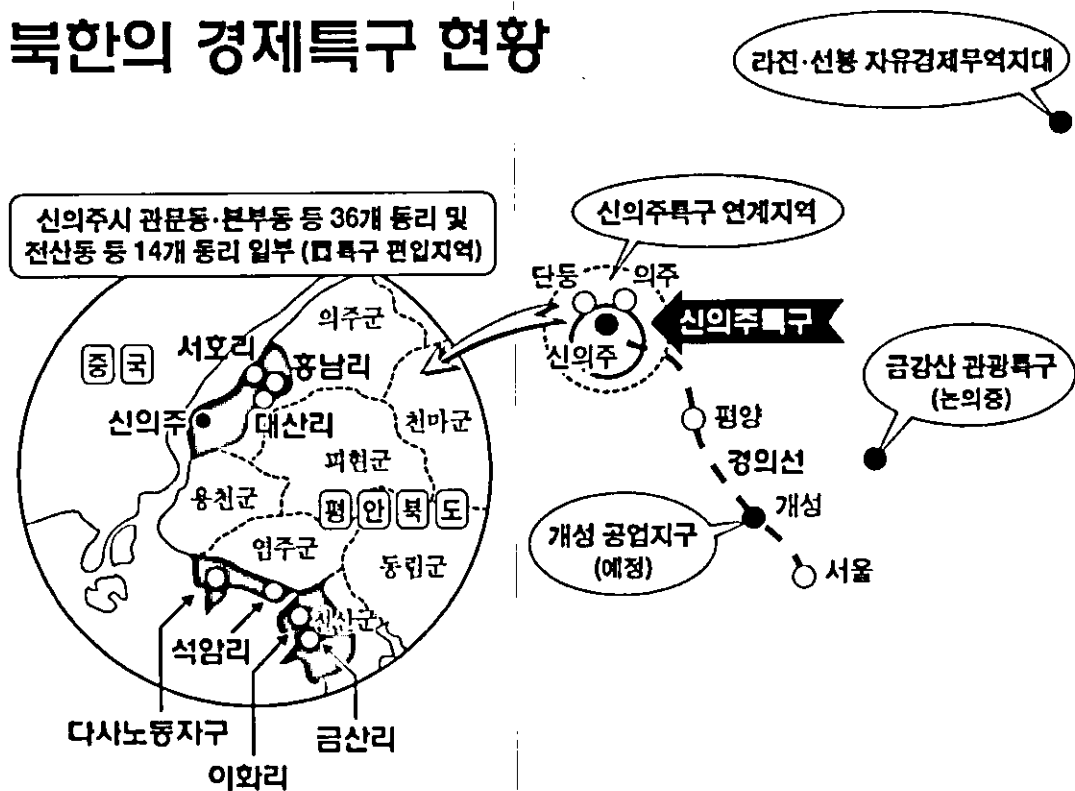 북한의 경제특구 현황
라진·선봉 자유경제무역지대
신의주시 관문동·본부동 등 36개 동리 및
전산동 등 14개 동리 일부 (특구 편입지역)
신의주특구 연계지역
단둥
의주
신의주특구
신의주
의주군
서호리
중국
홍남리
금강산 관광특구
(논의중)
신의주
대산리
천마군
평양
피현군
경의선
용천군
평안북도
개성
개성 공업지구
(예정)
염주군
동림군
서울
선산군
석암리
다사노동자구
금산리
이화리